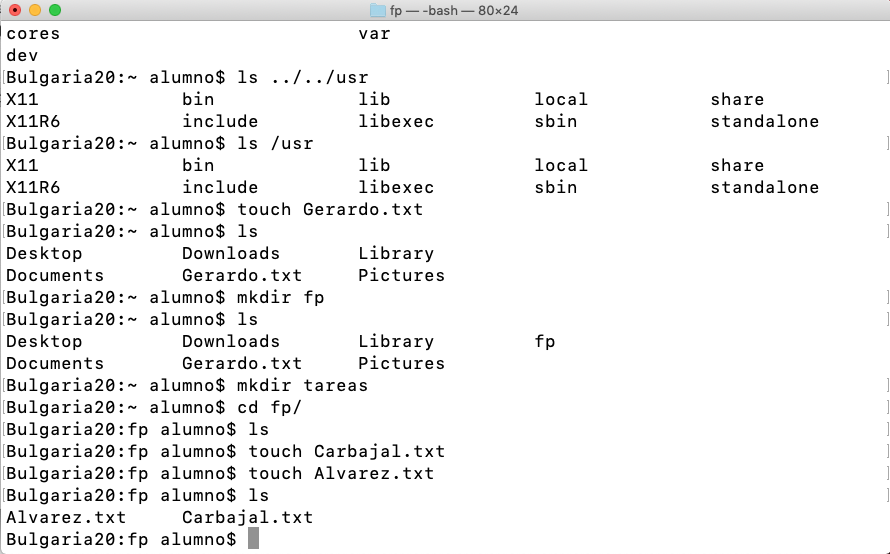 fp — -bash — 80×24
cores var
dev
[Bulgaria20:~ alumno$ ls ../../usr ]
X11 bin lib local share
X11R6 include libexec sbin standalone
[Bulgaria20:~ alumno$ ls /usr ]
X11 bin lib local share
X11R6 include libexec sbin standalone
[Bulgaria20:~ alumno$ touch Gerardo.txt ]
[Bulgaria20:~ alumno$ ls ]
Desktop Downloads Library
Documents Gerardo.txt Pictures
[Bulgaria20:~ alumno$ mkdir fp ]
[Bulgaria20:~ alumno$ ls ]
Desktop Downloads Library fp
Documents Gerardo.txt Pictures
[Bulgaria20:~ alumno$ mkdir tareas ]
[Bulgaria20:~ alumno$ cd fp/ ]
[Bulgaria20:fp alumno$ ls ]
[Bulgaria20:fp alumno$ touch Carbajal.txt ]
[Bulgaria20:fp alumno$ touch Alvarez.txt ]
[Bulgaria20:fp alumno$ ls ]
Alvarez.txt Carbajal.txt
Bulgaria20:fp alumno$